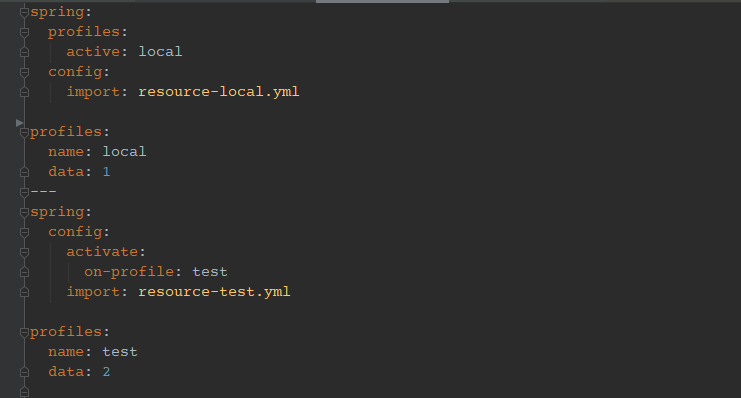 spring:
  profiles:
    active: local
  config:
    import: resource-local.yml

profiles:
  name: local
  data: 1
---
spring:
  config:
    activate:
      on-profile: test
    import: resource-test.yml

profiles:
  name: test
  data: 2